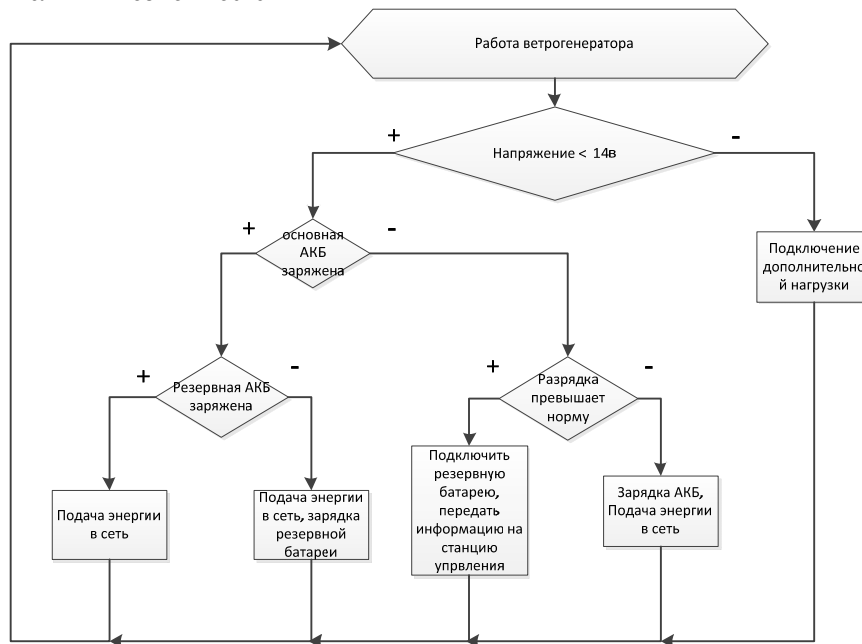 Работа ветрогенератора
+
Напряжение < 14в
-
+
основная
АКБ
заряжена
-
Подключение
дополнительно
й нагрузки
+
Резервная АКБ
заряжена
-
+
Разрядка
превышает
норму
-
Подача энергии
в сеть
Подача энергии
в сеть, зарядка
резервной
батареи
Подключить
резервную
батарею,
передать
информацию на
станцию
упрвления
Зарядка АКБ,
Подача энергии
в сеть